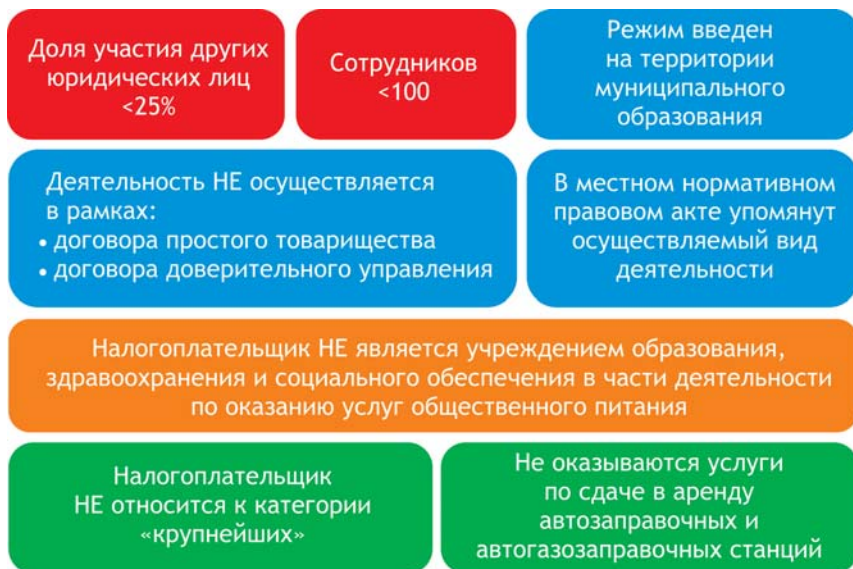 Доля участия других
юридических лиц
<25%
Сотрудников
<100
Режим введен
на территории
муниципального
образования
Деятельность НЕ осуществляется
в рамках:
• договора простого товарищества
• договора доверительного управления
В местном нормативном
правовом акте упомянут
осуществляемый вид
деятельности
Налогоплательщик НЕ является учреждением образования,
здравоохранения и социального обеспечения в части деятельности
по оказанию услуг общественного питания
Налогоплательщик
НЕ относится к категории
«крупнейших»
Не оказываются услуги
по сдаче в аренду
автозаправочных и
автогазозаправочных станций